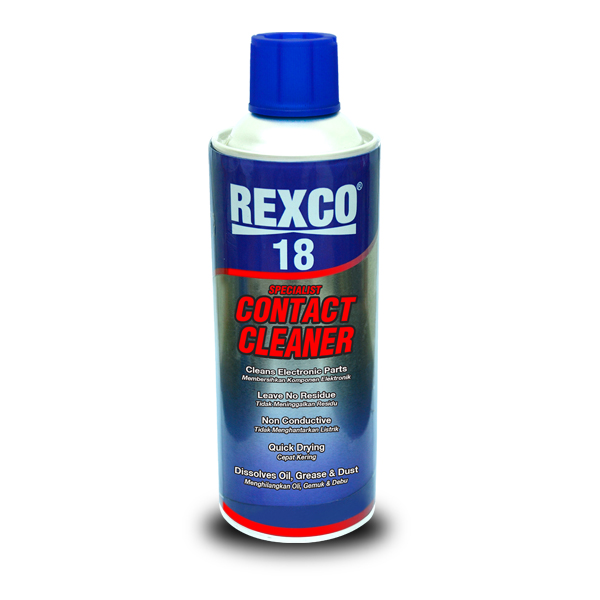 REXCO®
18
SPECIALIST
CONTACT
CLEANER
Cleans Electronic Parts
Membersihkan Komponen Elektronik
Leave No Residue
Tidak Meninggalkan Residu
Non Conductive
Tidak Menghantarkan Listrik
Quick Drying
Cepat Kering
Dissolves Oil, Grease & Dust
Menghilangkan Oli, Gemuk & Debu